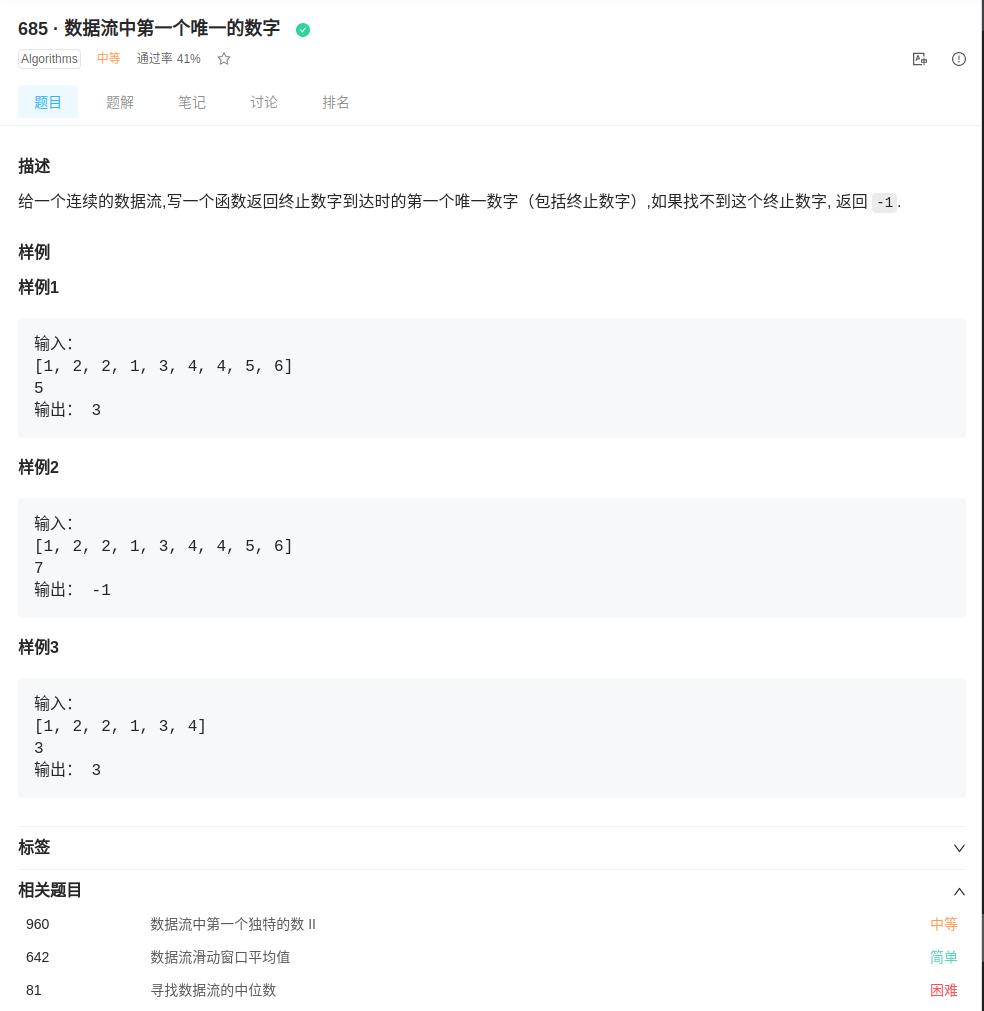 685 · 数据流中第一个唯一的数字
Algorithms 中等 通过率 41%
题目 题解 笔记 讨论 排名
描述
给一个连续的数据流,写一个函数返回终止数字到达时的第一个唯一数字（包括终止数字）,如果找不到这个终止数字, 返回 -1.
样例
样例1
输入:
[1, 2, 2, 1, 3, 4, 4, 5, 6]
5
输出: 3
样例2
输入:
[1, 2, 2, 1, 3, 4, 4, 5, 6]
7
输出: -1
样例3
输入:
[1, 2, 2, 1, 3, 4]
3
输出: 3
标签
相关题目
960 数据流中第一个独特的数 II 中等
642 数据流滑动窗口平均值 简单
81 寻找数据流的中位数 困难